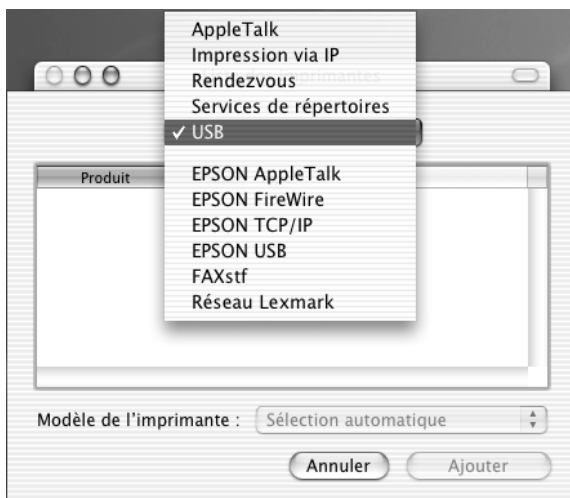 AppleTalk
Impression via IP
Rendezvous
Services de répertoires
✓ USB
EPSON AppleTalk
EPSON FireWire
EPSON TCP/IP
EPSON USB
FAXstf
Réseau Lexmark
Produit
Modèle de l'imprimante : Sélection automatique
Annuler Ajouter